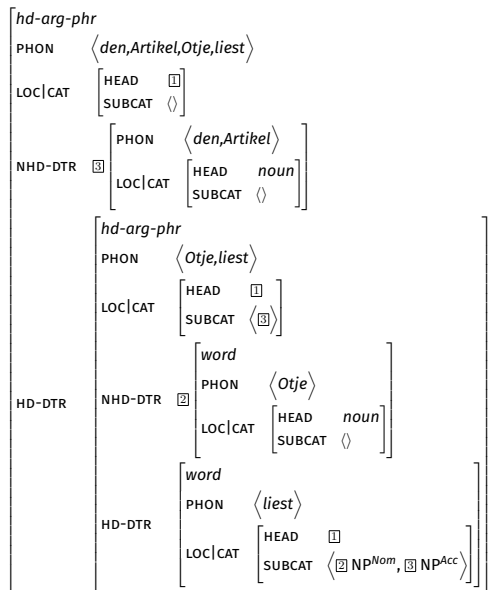 hd-arg-phr
PHON ⟨den,Artikel,Otje,liest⟩
LOC|CAT [HEAD 1
SUBCAT ⟨⟩]
NHD-DTR 3 [PHON ⟨den,Artikel⟩
LOC|CAT [HEAD noun
SUBCAT ⟨⟩]]
hd-arg-phr
PHON ⟨Otje,liest⟩
LOC|CAT [HEAD 1
SUBCAT ⟨3⟩]
HD-DTR NHD-DTR 2 [word
PHON ⟨Otje⟩
LOC|CAT [HEAD noun
SUBCAT ⟨⟩]]
HD-DTR [word
PHON ⟨liest⟩
LOC|CAT [HEAD 1
SUBCAT ⟨2 NP^Nom, 3 NP^Acc⟩]]